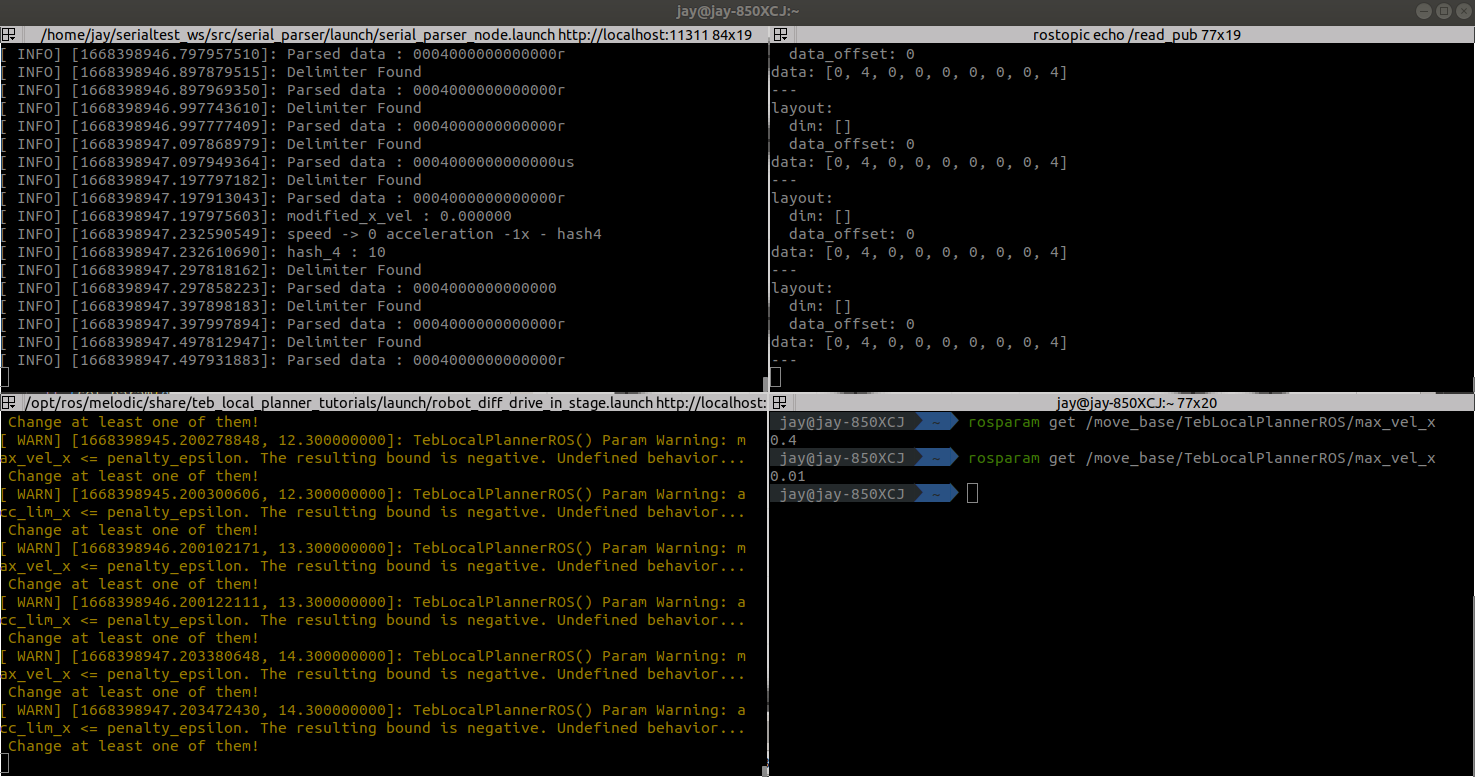 jay@jay-850XCJ:~
/home/jay/serialtest_ws/src/serial_parser/launch/serial_parser_node.launch http://localhost:11311 84x19
[ INFO] [1668398946.797957510]: Parsed data : 0004000000000000r
[ INFO] [1668398946.897879515]: Delimiter Found
[ INFO] [1668398946.897969350]: Parsed data : 0004000000000000r
[ INFO] [1668398946.997743610]: Delimiter Found
[ INFO] [1668398946.997777409]: Parsed data : 0004000000000000r
[ INFO] [1668398947.097868979]: Delimiter Found
[ INFO] [1668398947.097949364]: Parsed data : 0004000000000000us
[ INFO] [1668398947.197797182]: Delimiter Found
[ INFO] [1668398947.197913043]: Parsed data : 0004000000000000r
[ INFO] [1668398947.197975603]: modified_x_vel : 0.000000
[ INFO] [1668398947.232590549]: speed -> 0 acceleration -1x - hash4
[ INFO] [1668398947.232610690]: hash_4 : 10
[ INFO] [1668398947.297818162]: Delimiter Found
[ INFO] [1668398947.297858223]: Parsed data : 0004000000000000
[ INFO] [1668398947.397898183]: Delimiter Found
[ INFO] [1668398947.397997894]: Parsed data : 0004000000000000r
[ INFO] [1668398947.497812947]: Delimiter Found
[ INFO] [1668398947.497931883]: Parsed data : 0004000000000000r
rostopic echo /read_pub 77x19
data_offset: 0
data: [0, 4, 0, 0, 0, 0, 0, 0, 4]
---
layout:
dim: []
data_offset: 0
data: [0, 4, 0, 0, 0, 0, 0, 0, 4]
---
layout:
dim: []
data_offset: 0
data: [0, 4, 0, 0, 0, 0, 0, 0, 4]
---
layout:
dim: []
data_offset: 0
data: [0, 4, 0, 0, 0, 0, 0, 0, 4]
---
/opt/ros/melodic/share/teb_local_planner_tutorials/launch/robot_diff_drive_in_stage.launch http://localhost:
Change at least one of them!
[ WARN] [1668398945.200278848, 12.300000000]: TebLocalPlannerROS() Param Warning: m
ax_vel_x <= penalty_epsilon. The resulting bound is negative. Undefined behavior...
Change at least one of them!
[ WARN] [1668398945.200300606, 12.300000000]: TebLocalPlannerROS() Param Warning: a
cc_lim_x <= penalty_epsilon. The resulting bound is negative. Undefined behavior...
Change at least one of them!
[ WARN] [1668398946.200102171, 13.300000000]: TebLocalPlannerROS() Param Warning: m
ax_vel_x <= penalty_epsilon. The resulting bound is negative. Undefined behavior...
Change at least one of them!
[ WARN] [1668398946.200122111, 13.300000000]: TebLocalPlannerROS() Param Warning: a
cc_lim_x <= penalty_epsilon. The resulting bound is negative. Undefined behavior...
Change at least one of them!
[ WARN] [1668398947.203380648, 14.300000000]: TebLocalPlannerROS() Param Warning: m
ax_vel_x <= penalty_epsilon. The resulting bound is negative. Undefined behavior...
Change at least one of them!
[ WARN] [1668398947.203472430, 14.300000000]: TebLocalPlannerROS() Param Warning: a
cc_lim_x <= penalty_epsilon. The resulting bound is negative. Undefined behavior...
Change at least one of them!
jay@jay-850XCJ:~ 77x20
jay@jay-850XCJ ~ rosparam get /move_base/TebLocalPlannerROS/max_vel_x
0.4
jay@jay-850XCJ ~ rosparam get /move_base/TebLocalPlannerROS/max_vel_x
0.01
jay@jay-850XCJ ~